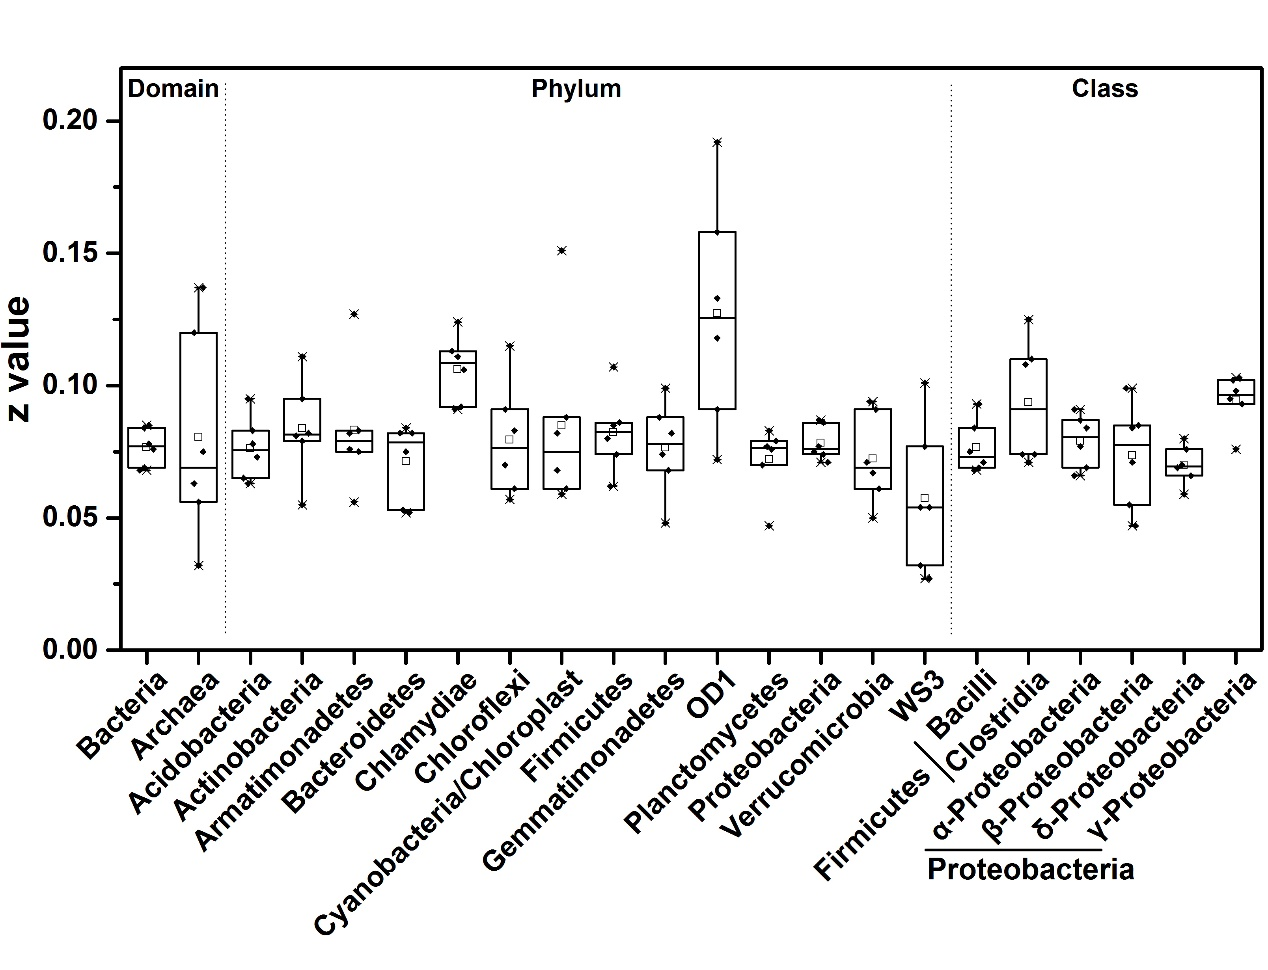 Domain
Phylum
Class
z value
0.20
0.15
0.10
0.05
0.00
Bacteria
Archaea
Acidobacteria
Actinobacteria
Armatimonadetes
Bacteroidetes
Chlamydiae
Chloroflexi
Cyanobacteria/Chloroplast
Firmicutes
Gemmatimonadetes
OD1
Planctomycetes
Proteobacteria
Verrucomicrobia
WS3
Firmicutes
Bacilli
Clostridia
α-Proteobacteria
β-Proteobacteria
δ-Proteobacteria
γ-Proteobacteria
Proteobacteria